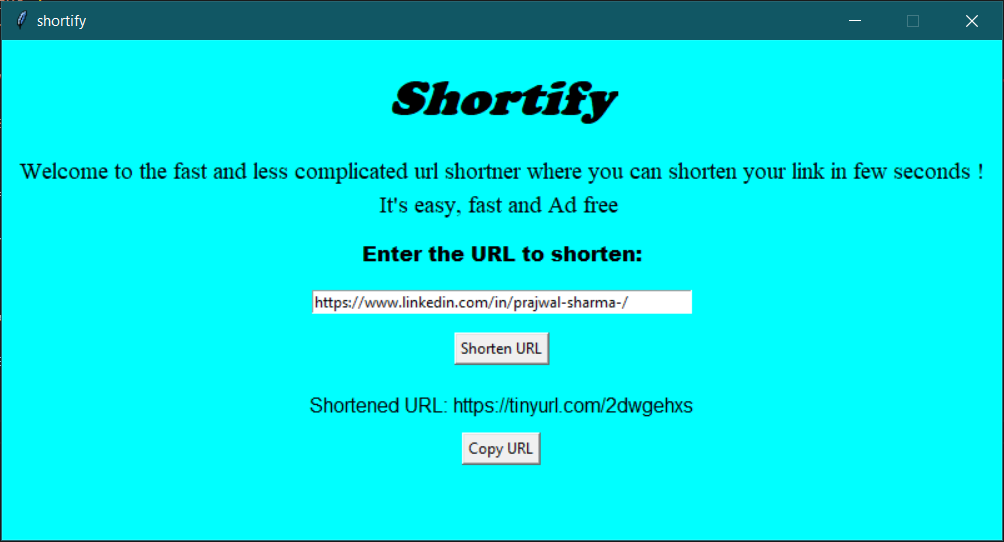 shortify
Shortify
Welcome to the fast and less complicated url shortner where you can shorten your link in few seconds !
It's easy, fast and Ad free
Enter the URL to shorten:
https://www.linkedin.com/in/prajwal-sharma-/
Shorten URL
Shortened URL: https://tinyurl.com/2dwgehxs
Copy URL